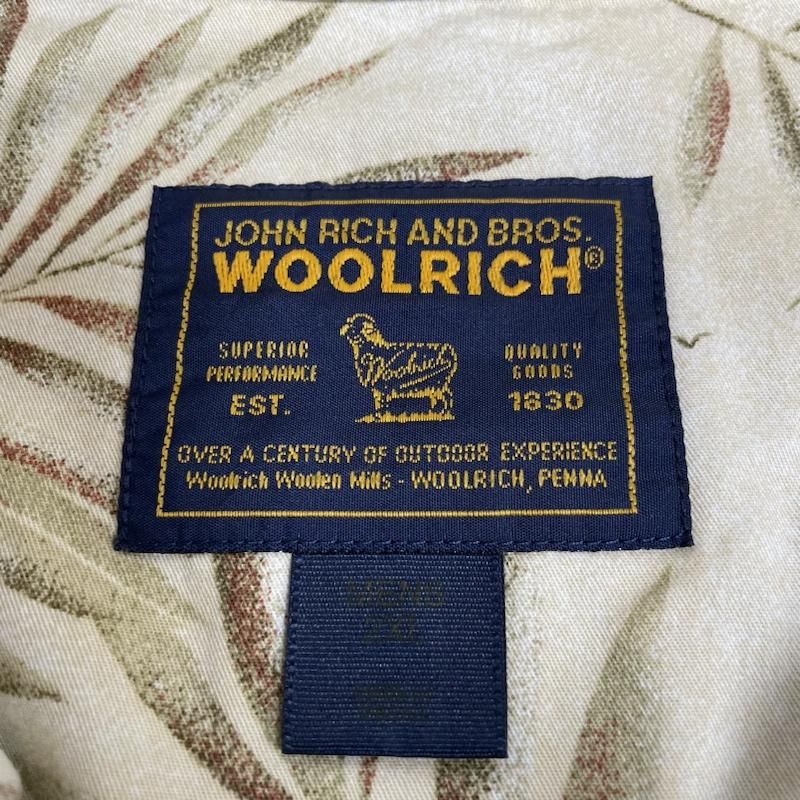 JOHN RICH AND BROS.
WOOLRICH®
SUPERIOR
PERFORMANCE
EST.
Woolrich
QUALITY
GOODS
1830
OVER A CENTURY OF OUTDOOR EXPERIENCE
Woolrich Woolen Mills - WOOLRICH, PENNA
MENS